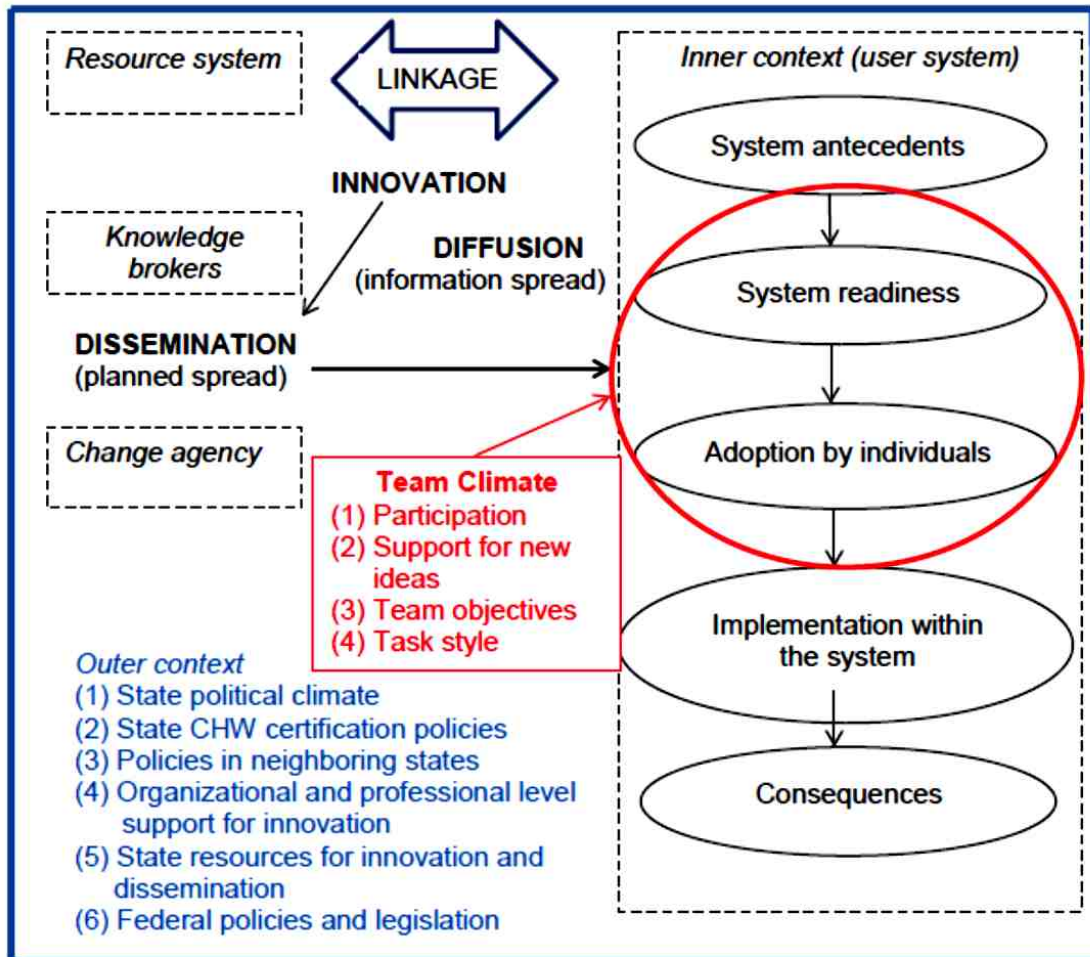 Resource system
LINKAGE
Inner context (user system)
System antecedents
INNOVATION
Knowledge
brokers
DIFFUSION
(information spread)
System readiness
DISSEMINATION
(planned spread)
Change agency
Adoption by individuals
Team Climate
(1) Participation
(2) Support for new
ideas
(3) Team objectives
(4) Task style
Implementation within
the system
Outer context
(1) State political climate
(2) State CHW certification policies
(3) Policies in neighboring states
(4) Organizational and professional level
support for innovation
(5) State resources for innovation and
dissemination
(6) Federal policies and legislation
Consequences